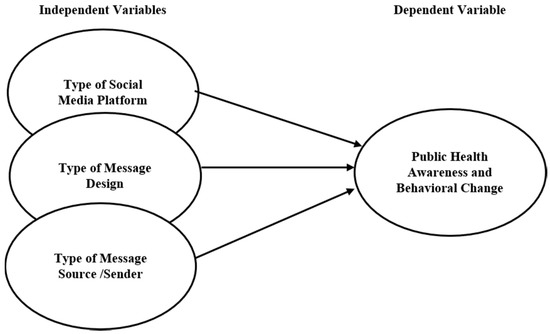 Independent Variables
Dependent Variable
Type of Social
Media Platform
Type of Message
Design
Type of Message
Source /Sender
Public Health
Awareness and
Behavioral Change